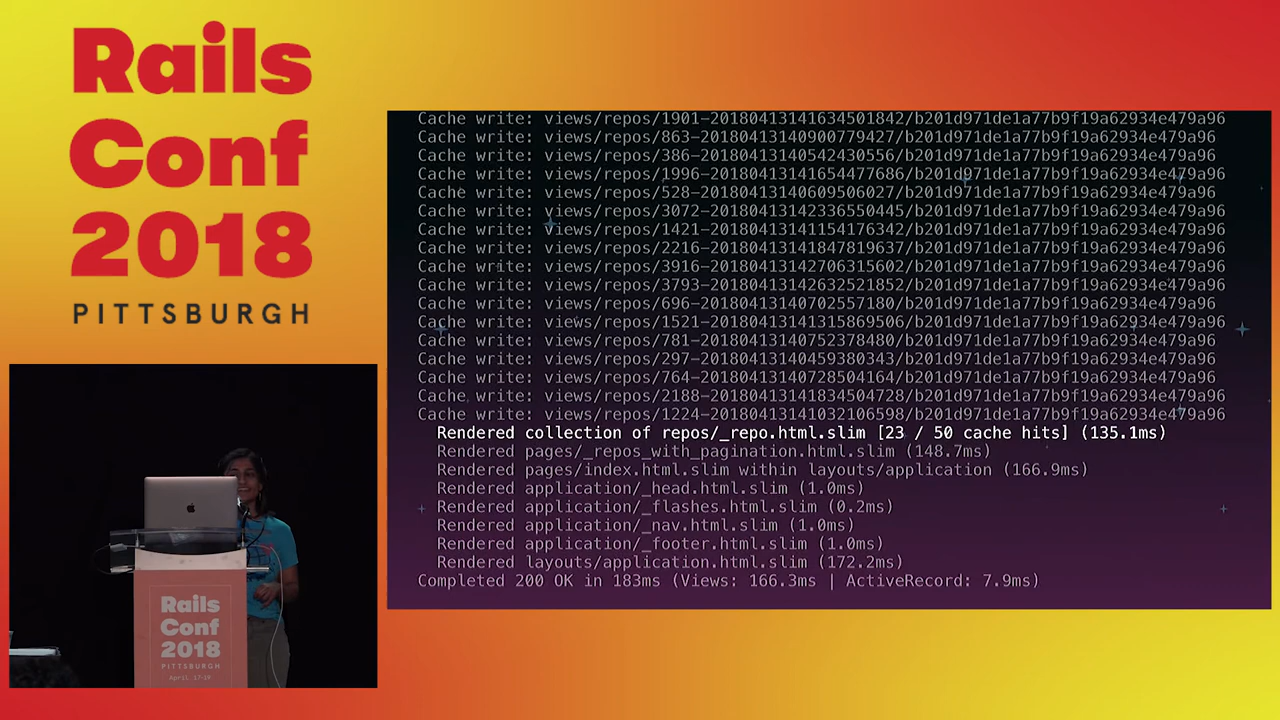 Rails
Conf
2018
PITTSBURGH
Cache write: views/repos/1901-20180413141634501842/b201d971de1a77b9f19a62934e479a96
Cache write: views/repos/863-20180413140900779427/b201d971de1a77b9f19a62934e479a96
Cache write: views/repos/386-20180413140542430556/b201d971de1a77b9f19a62934e479a96
Cache write: views/repos/1996-20180413141654477686/b201d971de1a77b9f19a62934e479a96
Cache write: views/repos/528-20180413140609506027/b201d971de1a77b9f19a62934e479a96
Cache write: views/repos/3072-20180413142336550445/b201d971de1a77b9f19a62934e479a96
Cache write: views/repos/1421-20180413141154176342/b201d971de1a77b9f19a62934e479a96
Cache write: views/repos/2216-20180413141847819637/b201d971de1a77b9f19a62934e479a96
Cache write: views/repos/3916-20180413142706315602/b201d971de1a77b9f19a62934e479a96
Cache write: views/repos/3793-20180413142632521852/b201d971de1a77b9f19a62934e479a96
Cache write: views/repos/696-20180413140702557180/b201d971de1a77b9f19a62934e479a96
Cache write: views/repos/1521-20180413141315869506/b201d971de1a77b9f19a62934e479a96
Cache write: views/repos/781-20180413140752378480/b201d971de1a77b9f19a62934e479a96
Cache write: views/repos/297-20180413140459380343/b201d971de1a77b9f19a62934e479a96
Cache write: views/repos/764-20180413140728504164/b201d971de1a77b9f19a62934e479a96
Cache write: views/repos/2188-20180413141834504728/b201d971de1a77b9f19a62934e479a96
Cache write: views/repos/1224-20180413141032106598/b201d971de1a77b9f19a62934e479a96
Rendered collection of repos/_repo.html.slim [23 / 50 cache hits] (135.1ms)
Rendered pages/_repos_with_pagination.html.slim (148.7ms)
Rendered pages/index.html.slim within layouts/application (166.9ms)
Rendered application/_head.html.slim (1.0ms)
Rendered application/_flashes.html.slim (0.2ms)
Rendered application/_nav.html.slim (1.0ms)
Rendered application/_footer.html.slim (1.0ms)
Rendered layouts/application.html.slim (172.2ms)
Completed 200 OK in 183ms (Views: 166.3ms | ActiveRecord: 7.9ms)
Rails
Conf
2018
PITTSBURGH
April 17-19